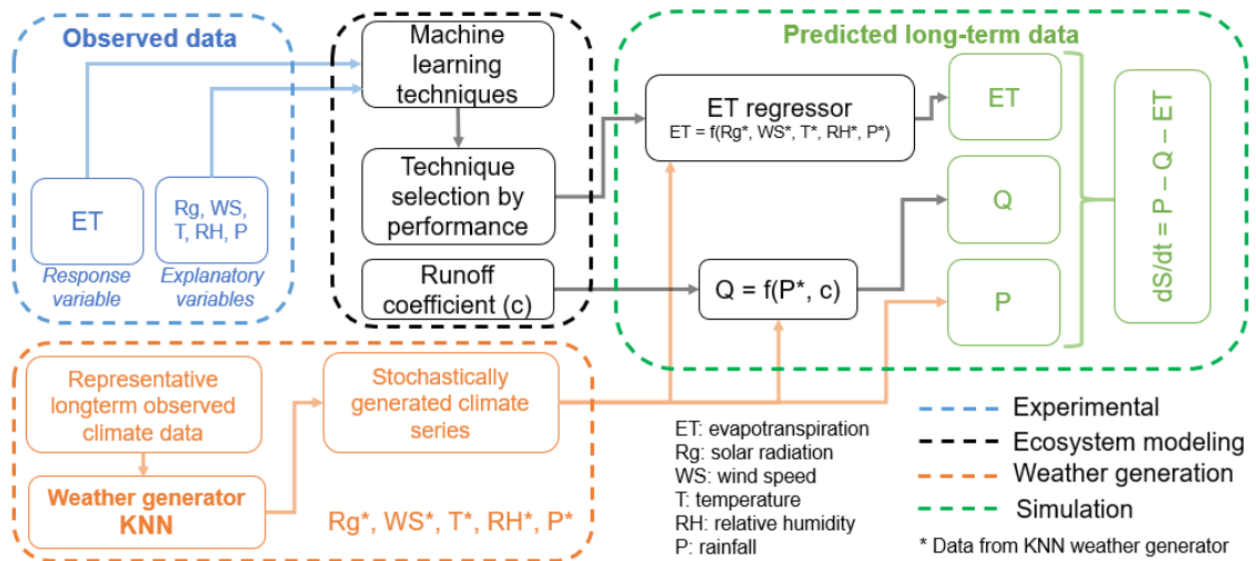 Observed data
ET
Response
variable
Rg, WS,
T, RH, P
Explanatory
variables
Machine
learning
techniques
Technique
selection by
performance
Runoff
coefficient (c)
Predicted long-term data
ET regressor
ET = f(Rg*, WS*, T*, RH*, P*)
Q = f(P*, c)
ET
Q
P
dS/dt = P – Q – ET
Representative
longterm observed
climate data
Weather generator
KNN
Stochastically
generated climate
series
Rg*, WS*, T*, RH*, P*
ET: evapotranspiration
Rg: solar radiation
WS: wind speed
T: temperature
RH: relative humidity
P: rainfall
Experimental
Ecosystem modeling
Weather generation
Simulation
* Data from KNN weather generator